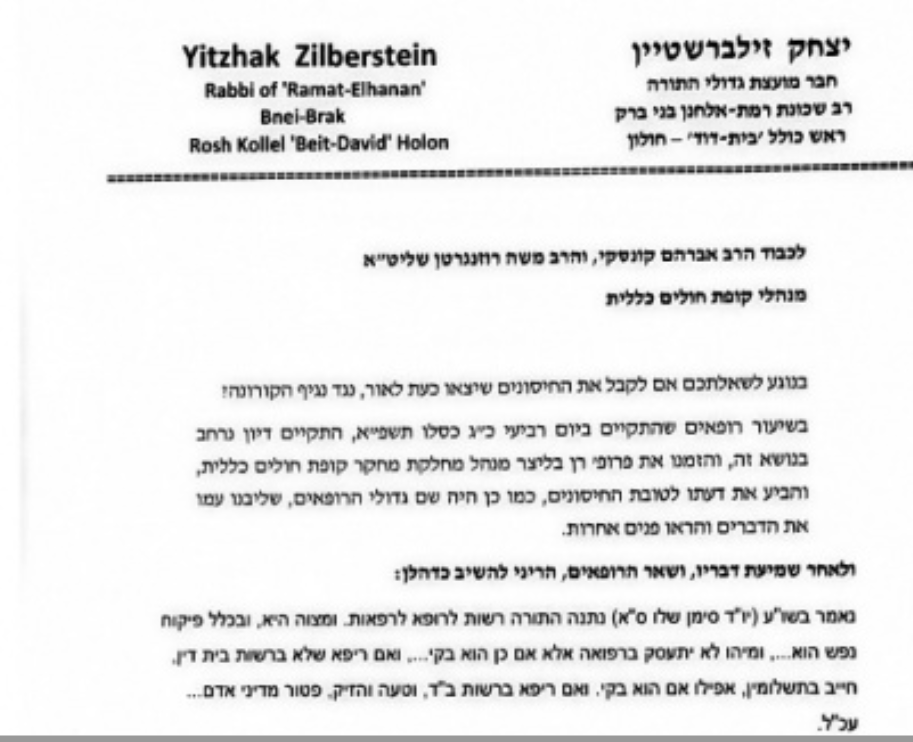 יצחק זילברשטיין
חבר מועצת גדולי התורה
רב שכונת רמת-אלחנן בני ברק
ראש כולל 'בית-דוד' – חולון
Yitzhak Zilberstein
Rabbi of 'Ramat-Elhanan'
Bnei-Brak
Rosh Kollel 'Beit-David' Holon
לכבוד הרב אברהם קונסקי, והרב משה רוזנגרטן שליט״א
מנהלי קופת חולים כללית
בנוגע לשאלתכם אם לקבל את החיסונים שיצאו כעת לאור, נגד נגיף הקורונה?
בשיעור רופאים שהתקיים ביום רביעי כ״ג כסלו תשפ״א, התקיים דיון נרחב
בנושא זה, והזמנו את פרופ׳ רן בליצר מנהל מחלקת מחקר קופת חולים כללית,
והביע את דעתו לטובת החיסונים, כמו כן היה שם גדולי הרופאים, שליבנו עמו
את הדברים והראו פנים אחרות.
ולאחר שמיעת דבריו, ושאר הרופאים, הריני להשיב כדהלן:
נאמר בשו״ע (יו״ד סימן שלו ס״א) נתנה התורה רשות לרופא לרפאות. ומצוה היא, ובכלל פיקוח
נפש הוא..., ומיהו לא יתעסק ברפואה אלא אם כן הוא בקי..., ואם ריפא שלא ברשות בית דין,
חייב בתשלומין, אפילו אם הוא בקי. ואם ריפא ברשות ב״ד, וטעה והזיק, פטור מדיני אדם...
עכ״ל.